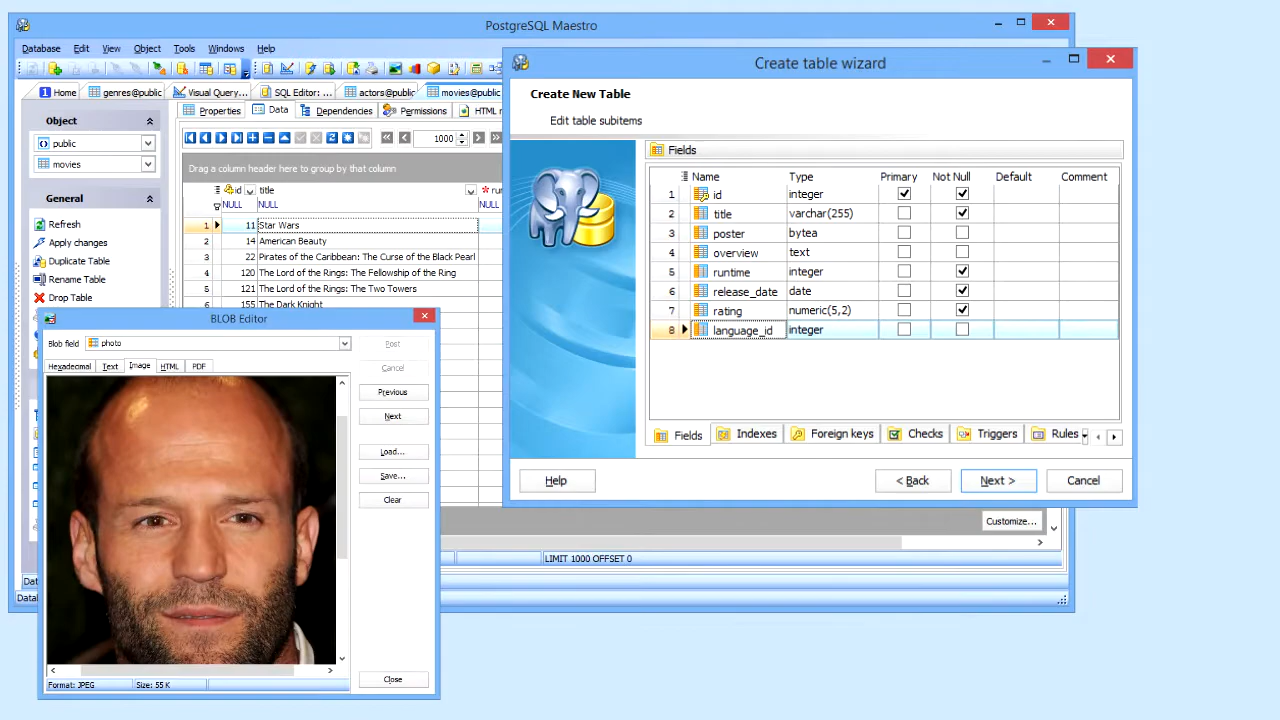 PostgreSQL Maestro
Database Edit View Object Tools Windows Help
1 Home genres@public Visual Query... SQL Editor:... actors@public movies@public
Object
public
movies
General
Refresh
Apply changes
Duplicate Table
Rename Table
Drop Table
Properties Data Dependencies Permissions HTML
1000
Drag a column header here to group by that column
id title
NULL NULL NULL
1 11 Star Wars
2 14 American Beauty
3 22 Pirates of the Caribbean: The Curse of the Black Pearl
4 120 The Lord of the Rings: The Fellowship of the Ring
5 121 The Lord of the Rings: The Two Towers
6 155 The Dark Knight
Customize...
LIMIT 1000 OFFSET 0
Create table wizard
Create New Table
Edit table subitems
Fields
Name Type Primary Not Null Default Comment
1 id integer
2 title varchar(255)
3 poster bytea
4 overview text
5 runtime integer
6 release_date date
7 rating numeric(5,2)
8 language_id integer
Fields Indexes Foreign keys Checks Triggers Rules
Help < Back Next > Cancel
BLOB Editor
Blob field photo
Hexadecimal Text Image HTML PDF
Post
Cancel
Previous
Next
Load...
Save...
Clear
Close
Format: JPEG Size: 55 K